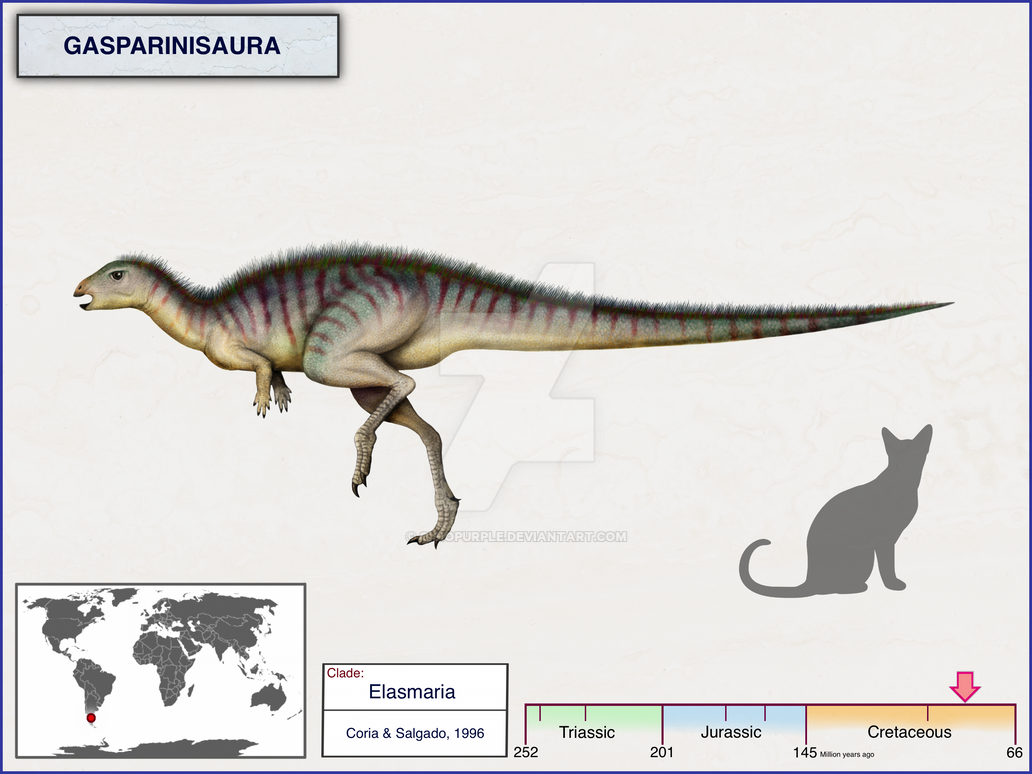 GASPARINISAURA
Clade:
Elasmaria
Coria & Salgado, 1996
Triassic
Jurassic
Cretaceous
252
201
145
Million years ago
66